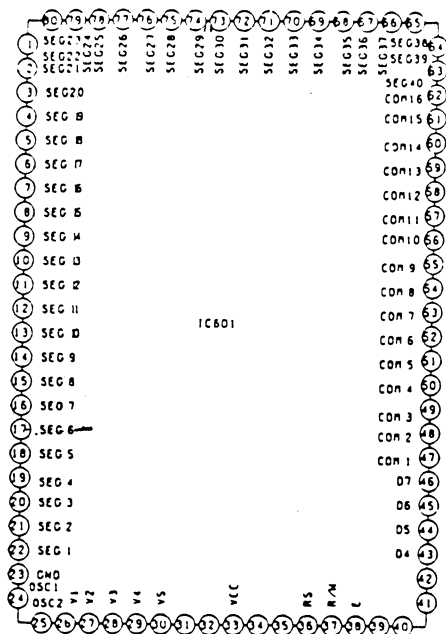 80 79 78 77 76 75 74 73 72 71 70 69 68 67 66 65
SEG23 SEG24 SEG25 SEG26 SEG27 SEG28 SEG29 SEG30 SEG31 SEG32 SEG33 SEG34 SEG35 SEG36 SEG37 SEG38
1 SEG22 SEG39 64
2 SEG21 SEG40 63
3 SEG20 COM16 62
4 SEG 19 COM15 61
5 SEG 18 COM14 60
6 SEG 17 COM13 59
7 SEG 16 COM12 58
8 SEG 15 COM11 57
9 SEG 14 COM10 56
10 SEG 13 COM 9 55
11 SEG 12 COM 8 54
12 SEG 11 COM 7 53
IC601
13 SEG 10 COM 6 52
14 SEG 9 COM 5 51
15 SEG 8 COM 4 50
16 SEG 7 COM 3 49
17 SEG 6 COM 2 48
18 SEG 5 COM 1 47
19 SEG 4 D7 46
20 SEG 3 D6 45
21 SEG 2 D5 44
22 SEG 1 D4 43
23 GND 42
24 OSC1 41
OSC2 V1 V2 V3 V4 V5 VCC RS R/W E
25 26 27 28 29 30 31 32 33 34 35 36 37 38 39 40